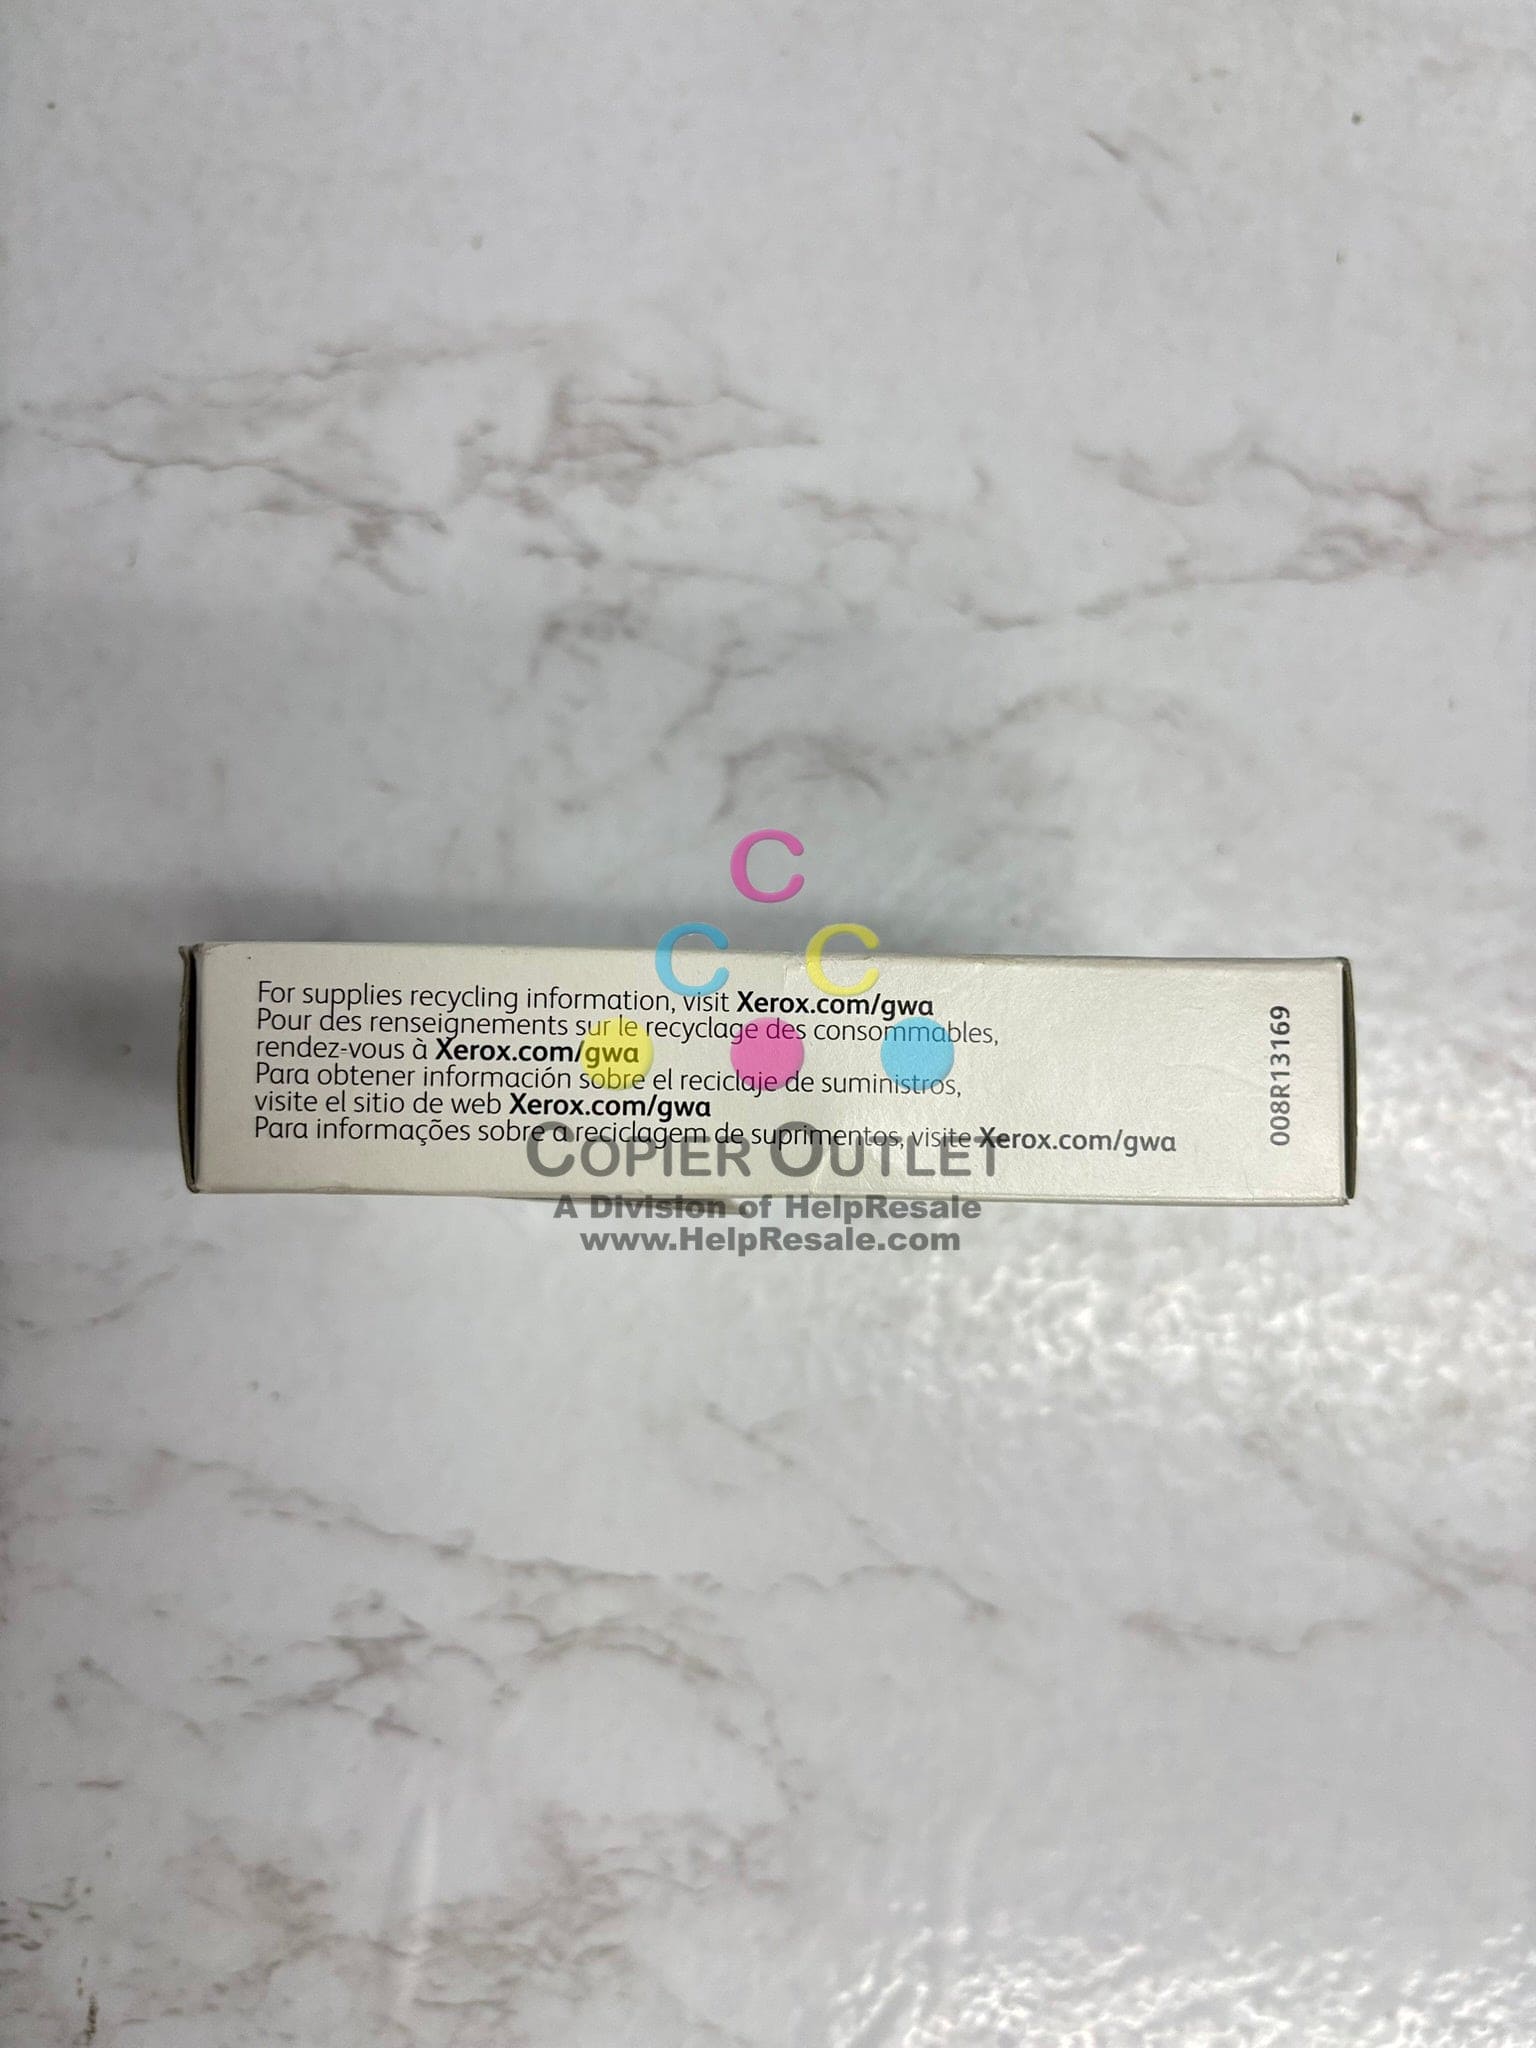 For supplies recycling information, visit Xerox.com/gwa
Pour des renseignements sur le recyclage des consommables,
rendez-vous à Xerox.com/gwa
Para obtener información sobre el reciclaje de suministros,
visite el sitio de web Xerox.com/gwa
Para informações sobre a reciclagem de suprimentos, visite Xerox.com/gwa
008R13169
C
C C
COPIER OUTLET
A Division of HelpResale
www.HelpResale.com